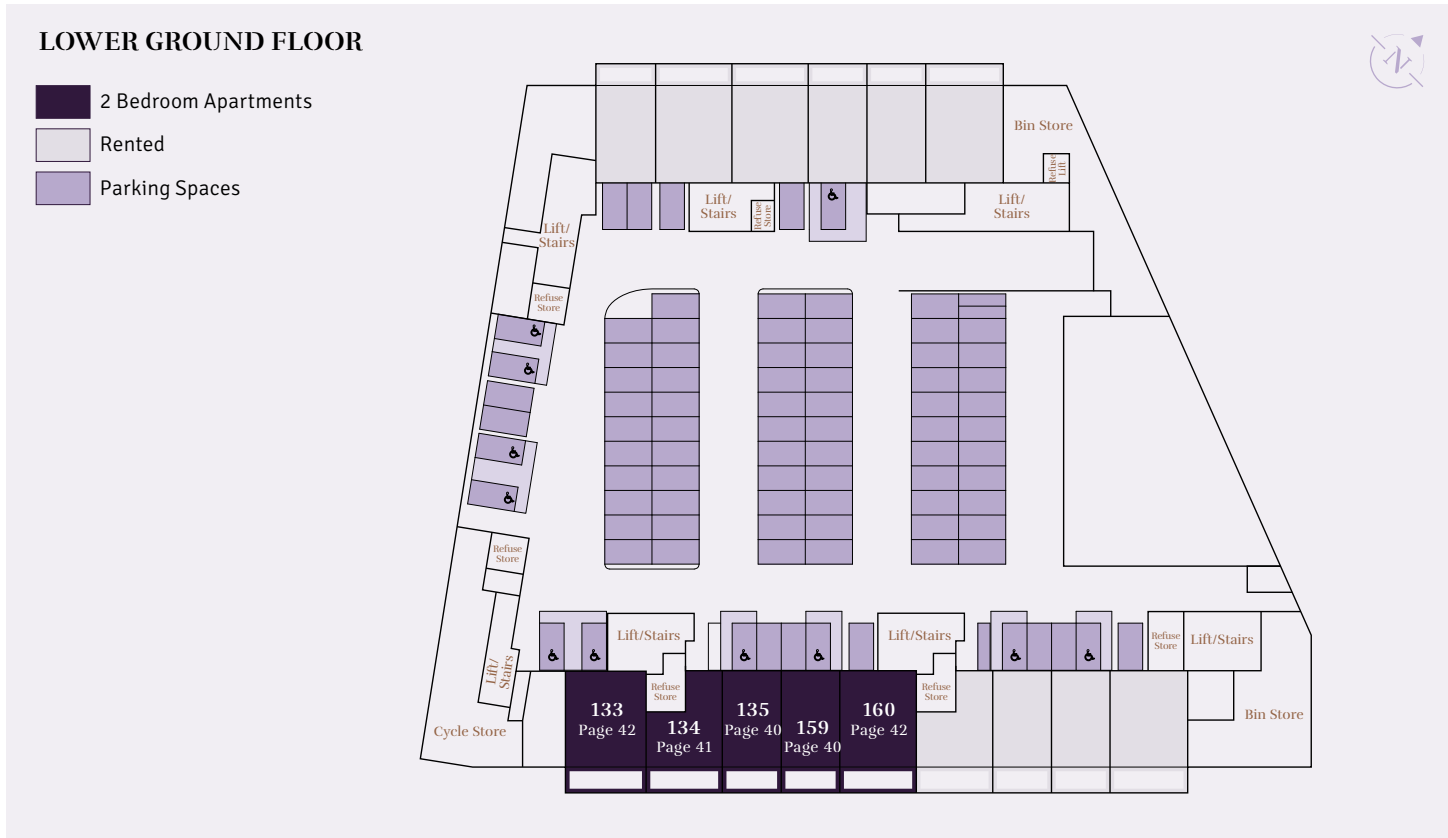 LOWER GROUND FLOOR
2 Bedroom Apartments
Rented
Parking Spaces
N
Bin Store
Refuse
Lift
Lift/
Stairs
Refuse
Store
Lift/
Stairs
Lift/
Stairs
Refuse
Store
Refuse
Store
Lift/
Stairs
Cycle Store
Lift/Stairs
Refuse
Store
Lift/Stairs
Refuse
Store
Refuse
Store
Lift/Stairs
Bin Store
133
Page 42
134
Page 41
135
Page 40
159
Page 40
160
Page 42